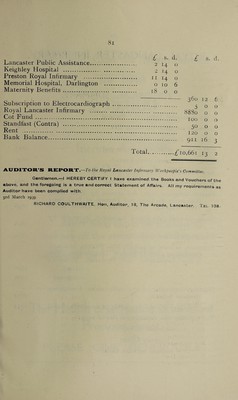 81
£ s. d. £ s. d.
Lancaster Public Assistance 2 14 0
Keighley Hospital 2 14 0
Preston Royal Infirmary 11 14 0
Memorial Hospital, Darlington 0 10 6
Maternity Benefits 18 0 0
360 12 6
Subscription to Electrocardiograph 5 0 0
Royal Lancaster Infirmary 8680 0 0
Cot Fund 100 0 0
Standfast (Contra) 50 0 0
Rent 120 0 0
Bank Balance 911 16 3
Total £10,661 13 2
AUDITOR'S REPORT.—To the Royal Lancaster Infirmary Workpeople's Committee.
Gentlemen,—I HEREBY CERTIFY I have examined the Books and Vouchers of the
above, and the foregoing is a true and correct Statement of Affairs. All my requirements as
Auditor have been complied with.
March 1939
RICHARD COULTHWAITE, Hon. Auditor, 15, The Arcade, Lancaster. Tel.